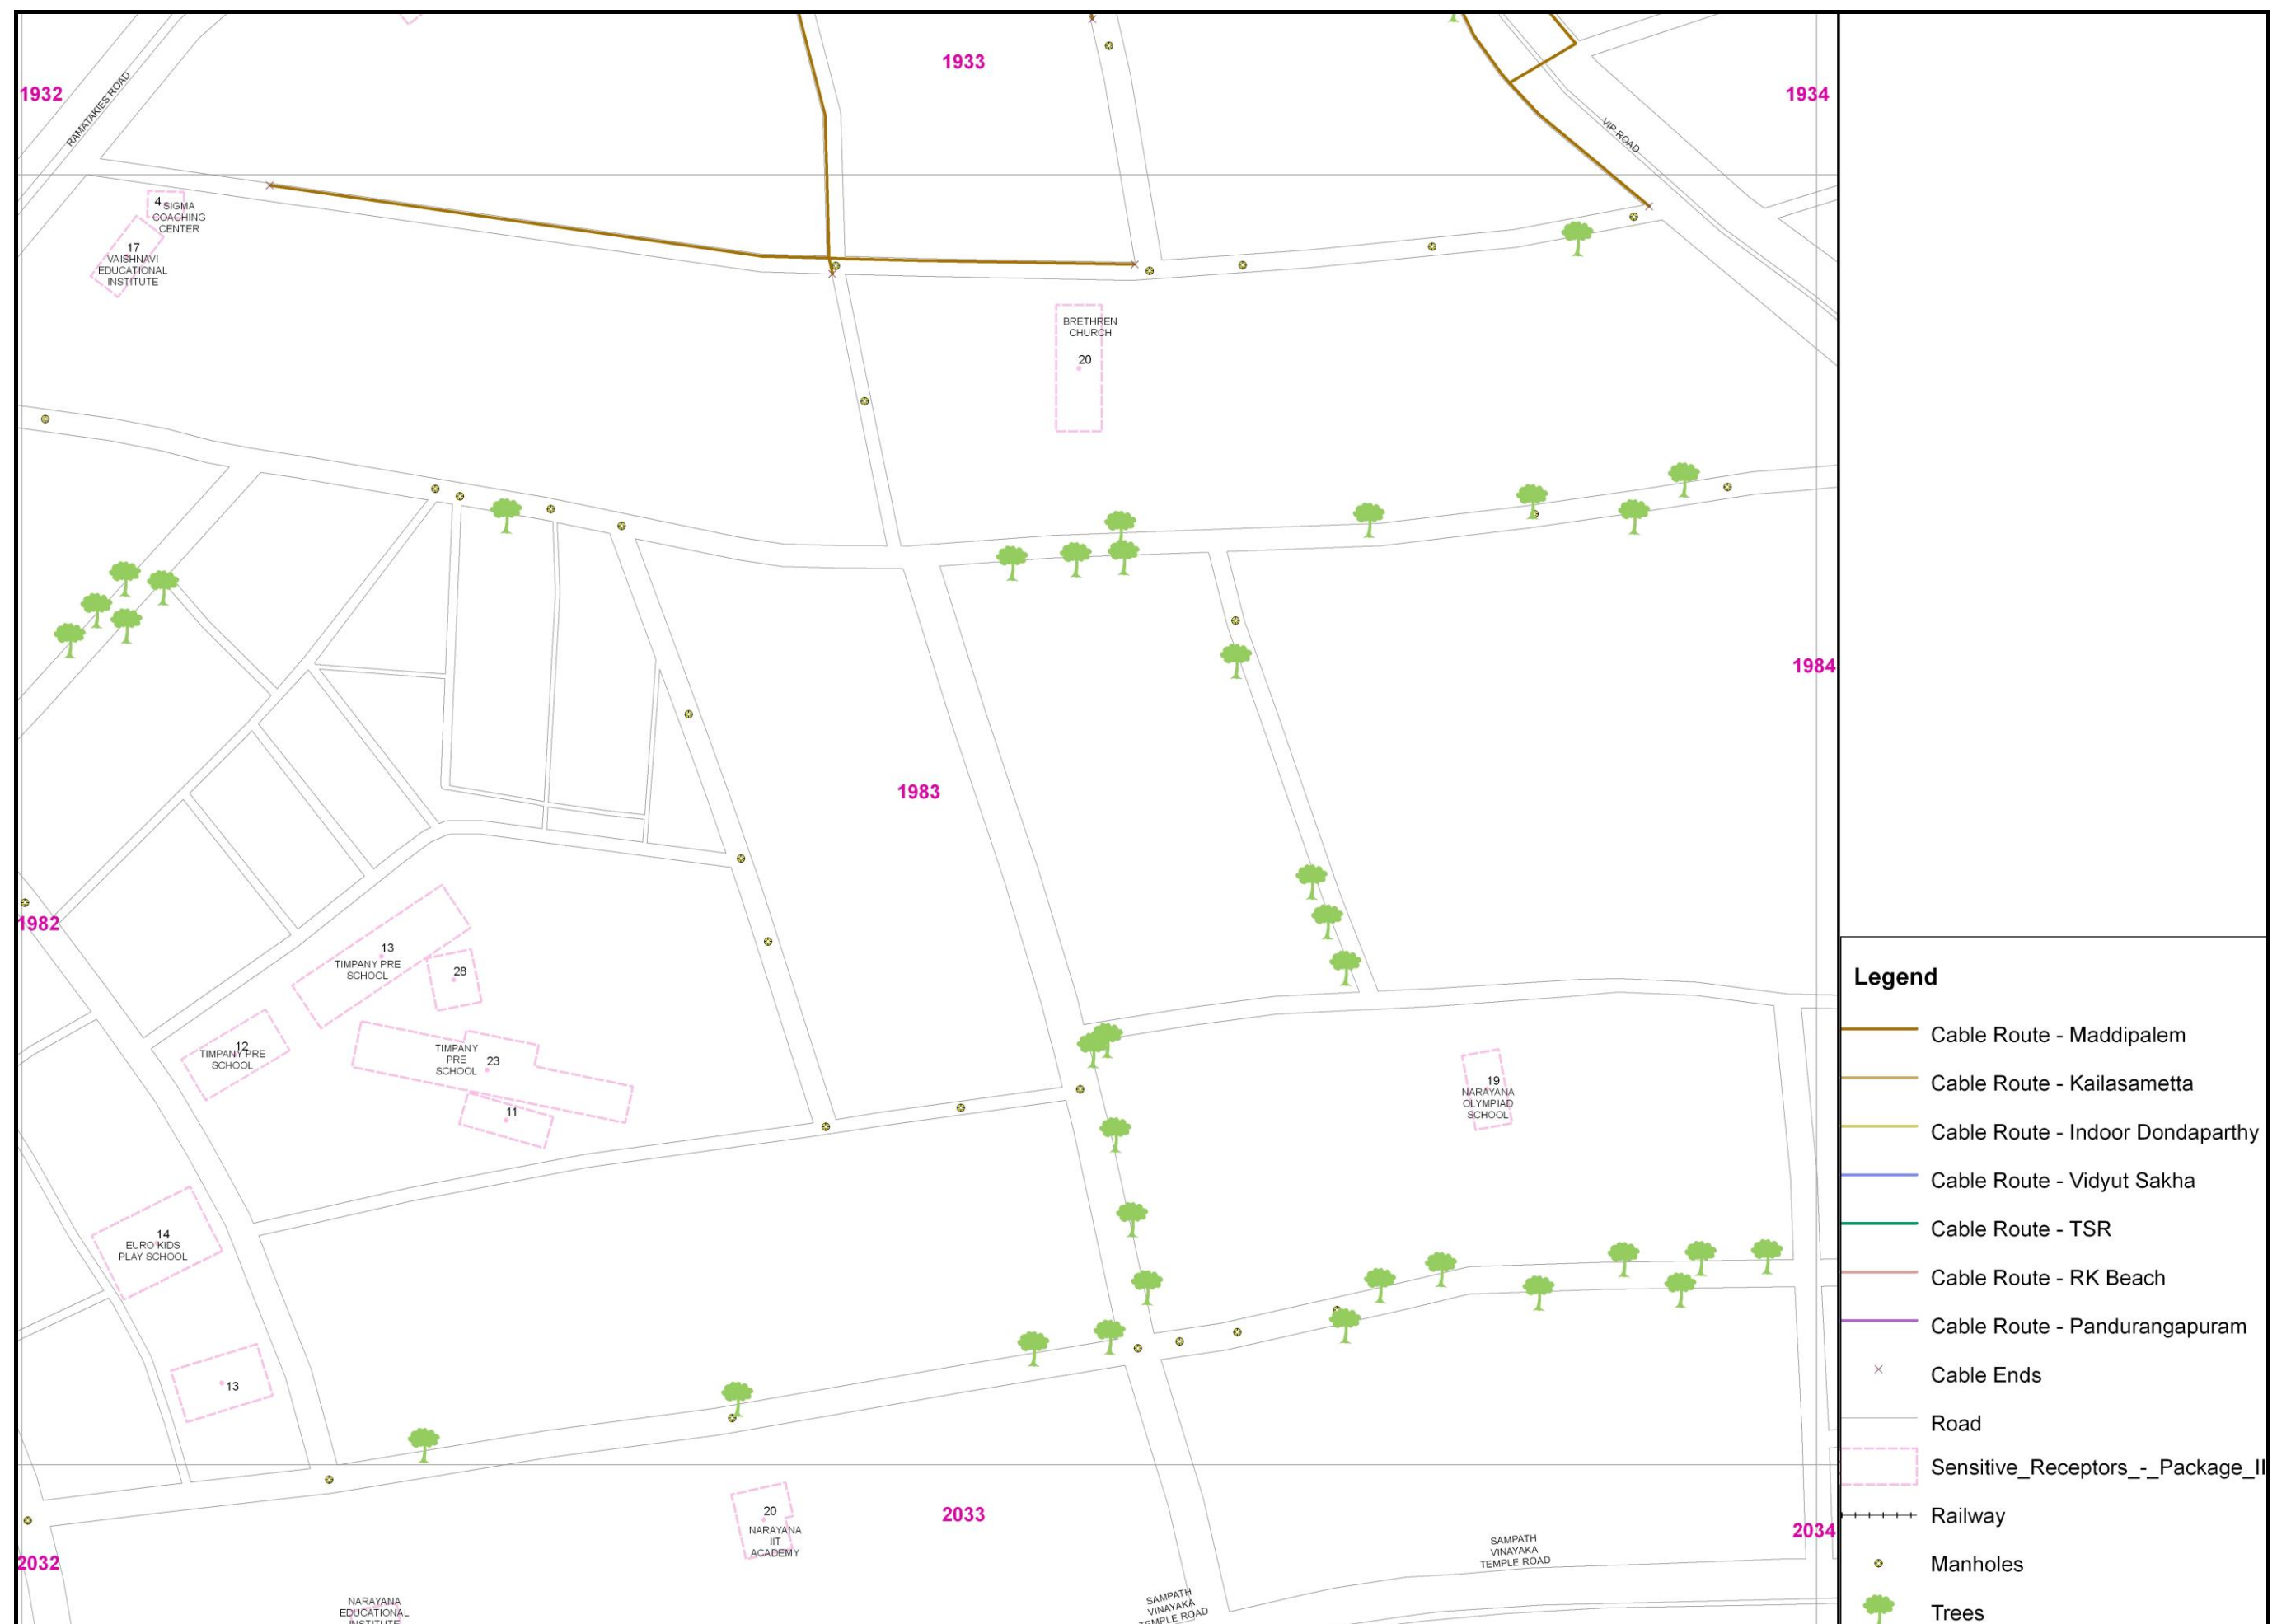 1933
1932
1934
RAMATAKIES ROAD
VIP ROAD
4
SIGMA
COACHING
CENTER
17
VAISHNAVI
EDUCATIONAL
INSTITUTE
BRETHREN
CHURCH
20
1984
1983
1982
13
TIMPANY PRE
SCHOOL
28
12
TIMPANY PRE
SCHOOL
TIMPANY
PRE
SCHOOL
23
11
19
NARAYANA
OLYMPIAD
SCHOOL
14
EURO KIDS
PLAY SCHOOL
13
20
NARAYANA
IIT
ACADEMY
2033
2034
2032
SAMPATH
VINAYAKA
TEMPLE ROAD
SAMPATH
VINAYAKA
TEMPLE ROAD
NARAYANA
EDUCATIONAL
INSTITUTE
Legend
Cable Route - Maddipalem
Cable Route - Kailasametta
Cable Route - Indoor Dondaparthy
Cable Route - Vidyut Sakha
Cable Route - TSR
Cable Route - RK Beach
Cable Route - Pandurangapuram
Cable Ends
Road
Sensitive_Receptors_-_Package_II
Railway
Manholes
Trees